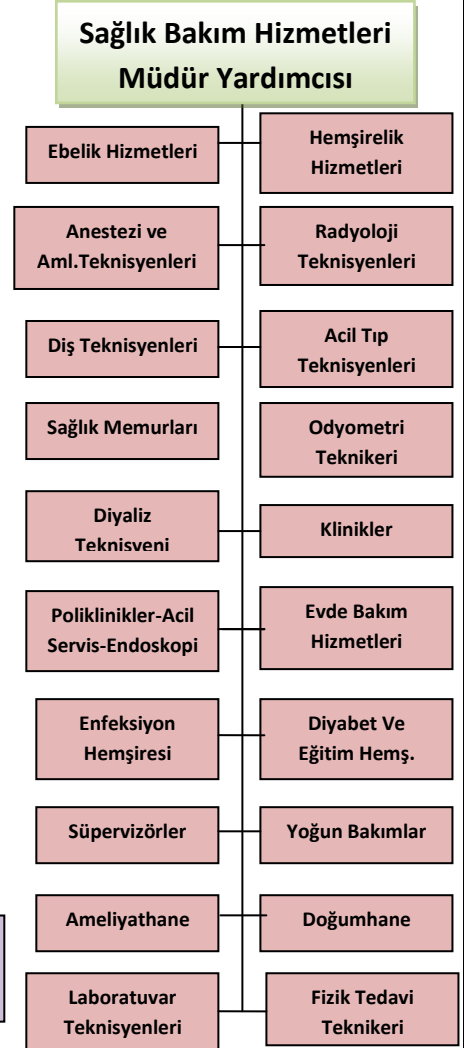 Sağlık Bakım Hizmetleri
Müdür Yardımcısı
Ebelik Hizmetleri
Hemşirelik
Hizmetleri
Anestezi ve
Aml.Teknisyenleri
Radyoloji
Teknisyenleri
Diş Teknisyenleri
Acil Tıp
Teknisyenleri
Sağlık Memurları
Odyometri
Teknikeri
Diyaliz
Teknisyeni
Klinikler
Poliklinikler-Acil
Servis-Endoskopi
Evde Bakım
Hizmetleri
Enfeksiyon
Hemşiresi
Diyabet Ve
Eğitim Hemş.
Süpervizörler
Yoğun Bakımlar
Ameliyathane
Doğumhane
Laboratuvar
Teknisyenleri
Fizik Tedavi
Teknikeri